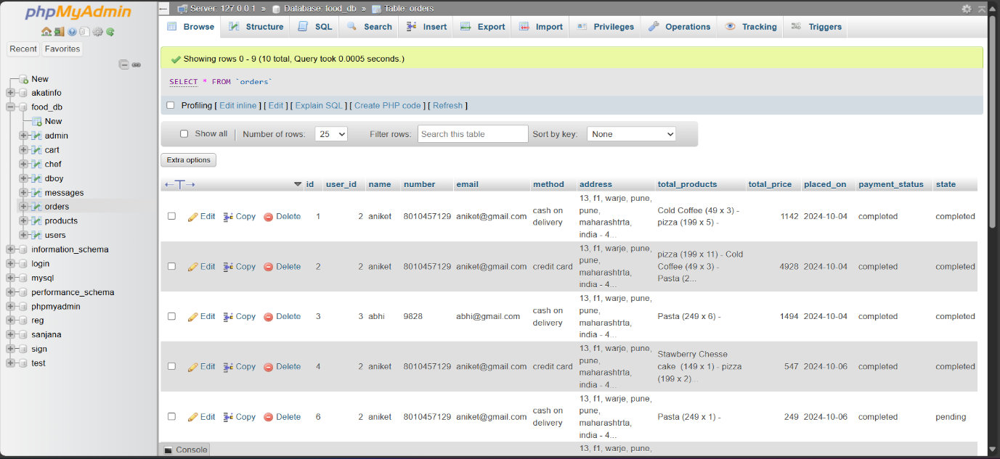 phpMyAdmin
Recent Favorites
New
akatinfo
food_db
New
admin
cart
chef
dboy
messages
orders
products
users
information_schema
login
mysql
performance_schema
phpmyadmin
reg
sanjana
sign
test
Server: 127.0.0.1 » Database: food_db » Table: orders
Browse Structure SQL Search Insert Export Import Privileges Operations Tracking Triggers
Showing rows 0 - 9 (10 total, Query took 0.0005 seconds.)
SELECT * FROM `orders`
Profiling [ Edit inline ] [ Edit ] [ Explain SQL ] [ Create PHP code ] [ Refresh ]
Show all Number of rows: 25 Filter rows: Search this table Sort by key: None
Extra options
←T→ id user_id name number email method address total_products total_price placed_on payment_status state
13, f1, warje, pune,
Edit Copy Delete 1 2 aniket 8010457129 aniket@gmail.com cash on pune, Cold Coffee (49 x 3) - 1142 2024-10-04 completed completed
delivery maharashtrta, pizza (199 x 5) -
india - 4...
13, f1, warje, pune,
pune, pizza (199 x 11) - Cold
Edit Copy Delete 2 2 aniket 8010457129 aniket@gmail.com credit card maharashtrta, Coffee (49 x 3) - 4928 2024-10-04 completed completed
india - 4... Pasta (2...
13, f1, warje, pune,
Edit Copy Delete 3 3 abhi 9828 abhi@gmail.com cash on pune, Pasta (249 x 6) - 1494 2024-10-04 completed completed
delivery maharashtrta,
india - 4...
13, f1, warje, pune,
pune, Stawberry Chesse
Edit Copy Delete 4 2 aniket 8010457129 aniket@gmail.com credit card maharashtrta, cake (149 x 1) - pizza 547 2024-10-06 completed completed
india - 4... (199 x 2)...
13, f1, warje, pune,
Edit Copy Delete 6 2 aniket 8010457129 aniket@gmail.com cash on pune, Pasta (249 x 1) - 249 2024-10-06 completed pending
delivery maharashtrta,
india - 4...
13, f1, warje, pune,
Console